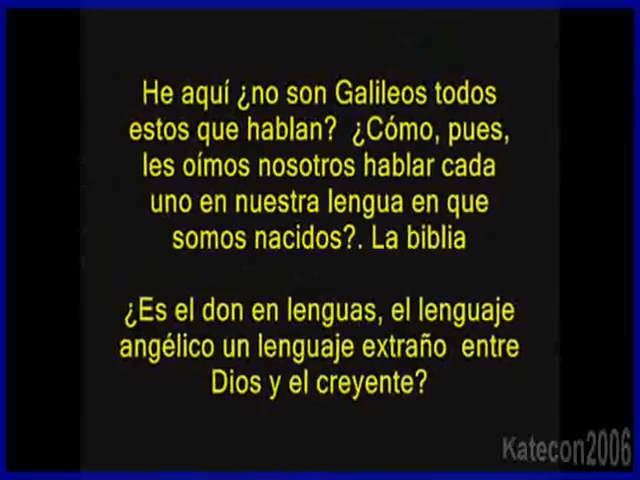 He aquí ¿no son Galileos todos
estos que hablan?  ¿Cómo, pues,
les oímos nosotros hablar cada
uno en nuestra lengua en que
somos nacidos?. La biblia
¿Es el don en lenguas, el lenguaje
angélico un lenguaje extraño  entre
Dios y el creyente?
Katecon2006